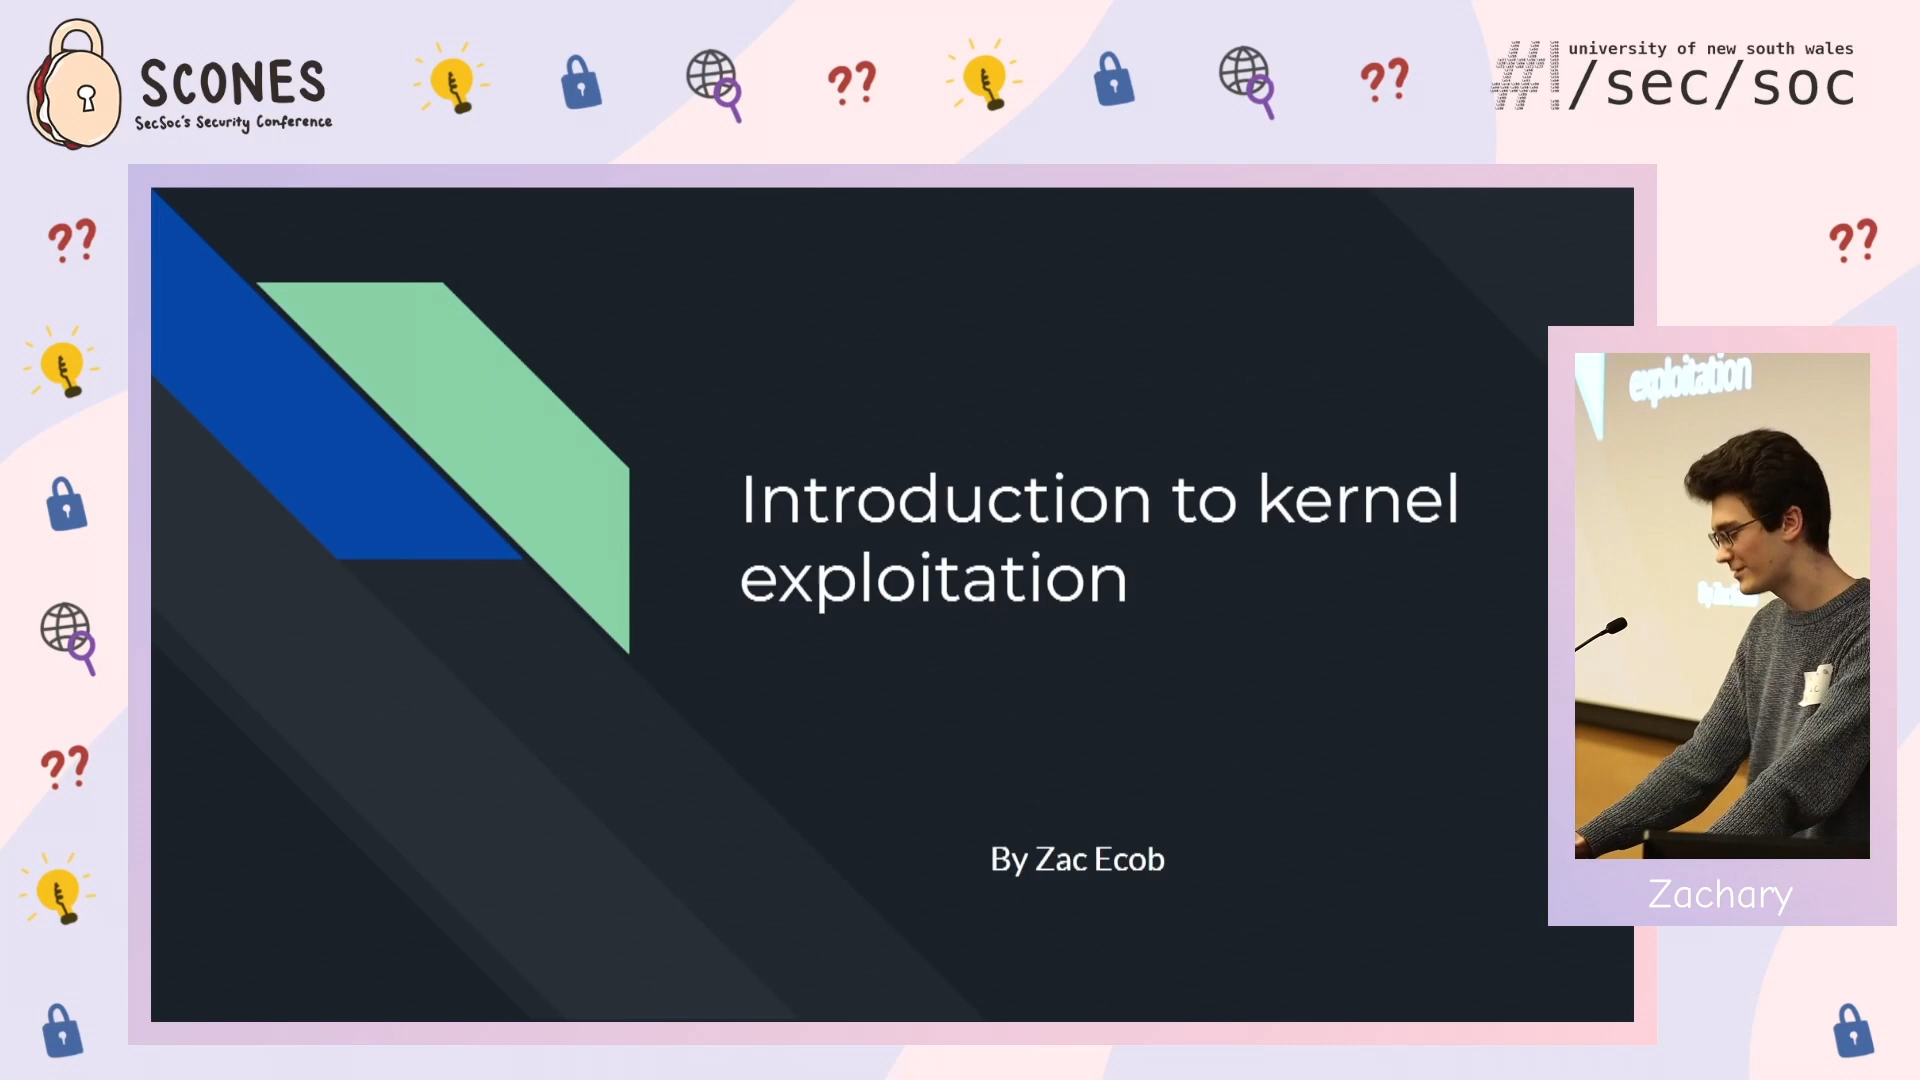 SCONES
SecSoc's Security Conference
??
??
university of new south wales
/sec/soc
??
??
Introduction to kernel
exploitation
By Zac Ecob
exploitation
Zachary
??